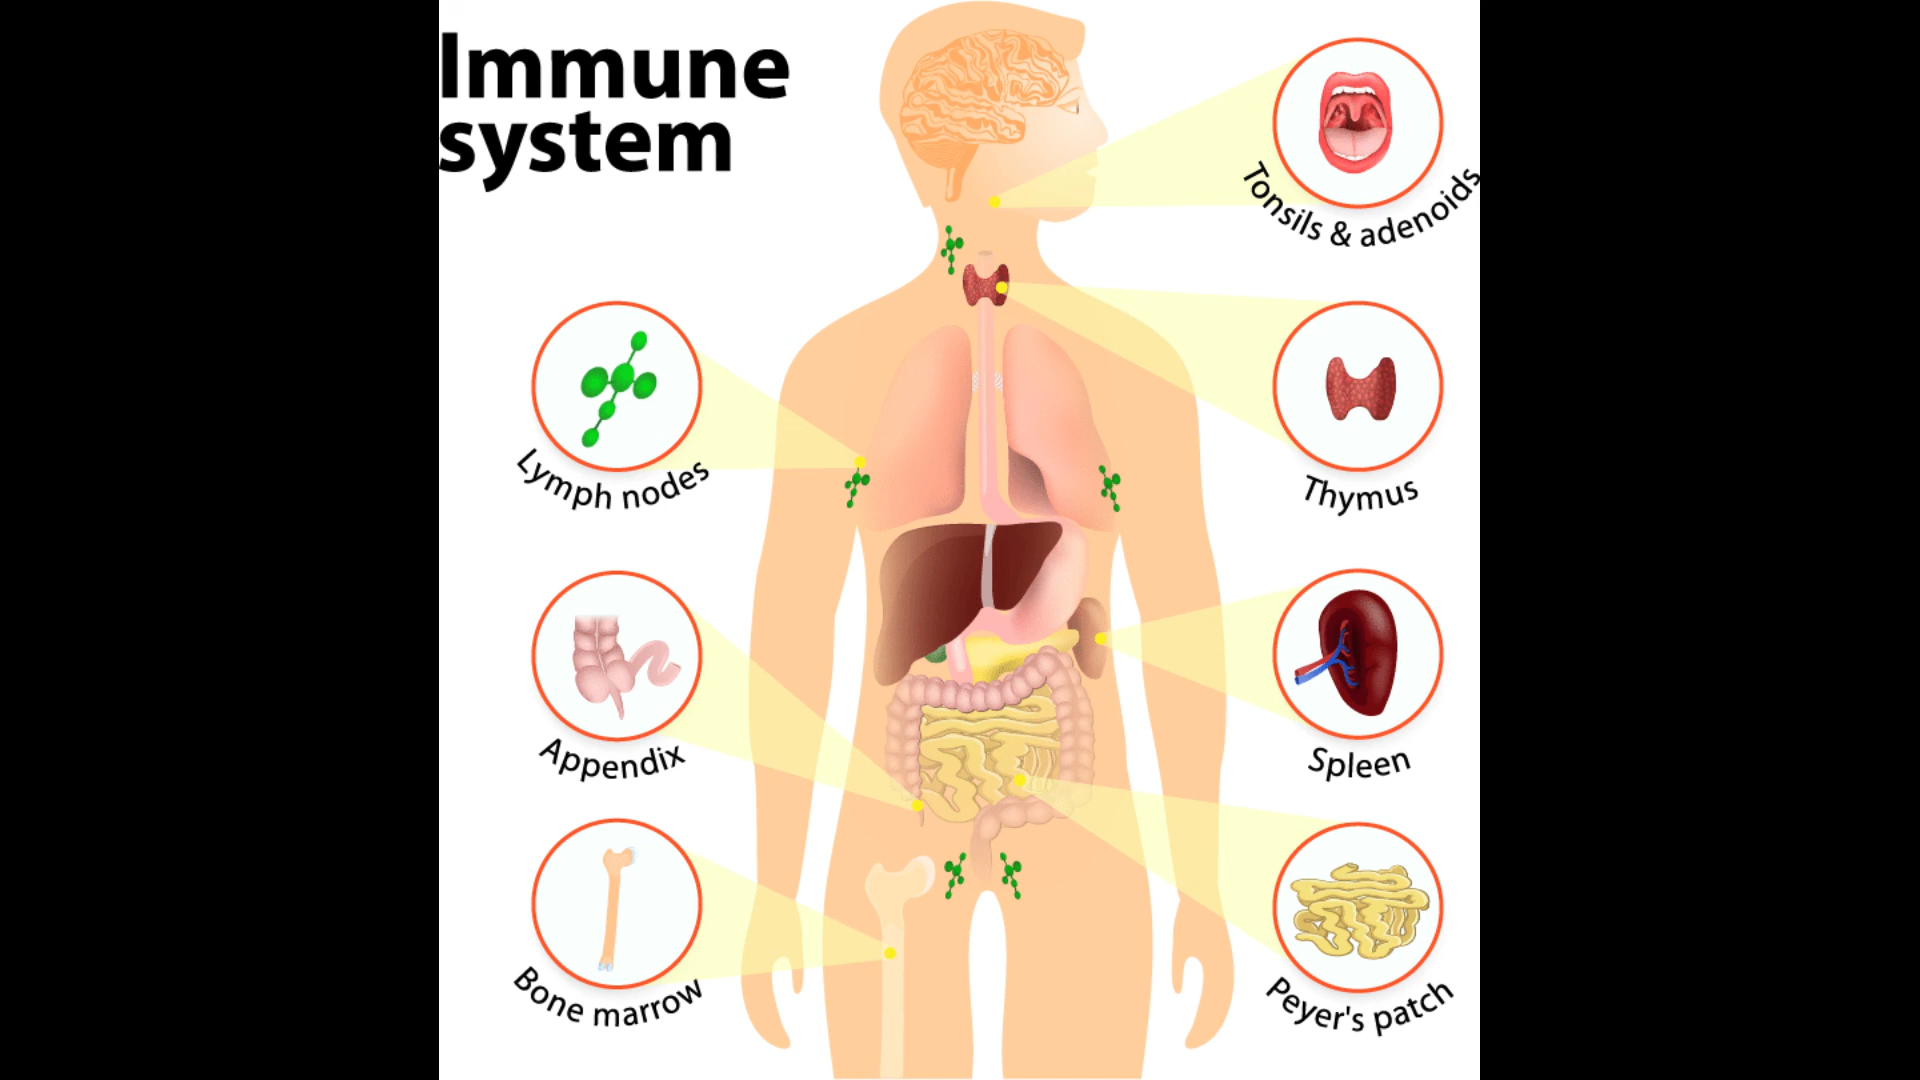 Immune
system
Tonsils & adenoids
Lymph nodes
Thymus
Appendix
Spleen
Bone marrow
Peyer's patch